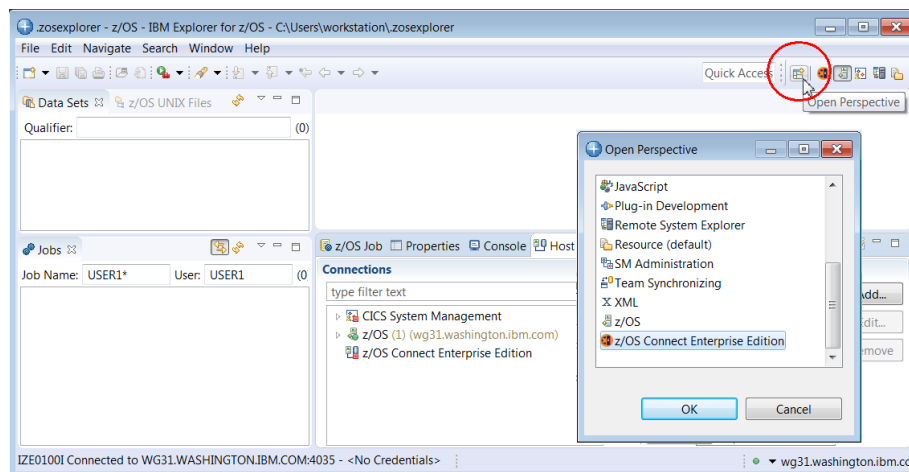 .zosexplorer - z/OS - IBM Explorer for z/OS - C:\Users\workstation\.zosexplorer
File Edit Navigate Search Window Help
Quick Access
Open Perspective
Data Sets z/OS UNIX Files
Qualifier: (0)
Open Perspective
JavaScript
Plug-in Development
Remote System Explorer
Resource (default)
SM Administration
Team Synchronizing
XML
z/OS
z/OS Connect Enterprise Edition
OK Cancel
Jobs
Job Name: USER1* User: USER1 (0
z/OS Job Properties Console Host
Connections
type filter text
CICS System Management
z/OS (1) (wg31.washington.ibm.com)
z/OS Connect Enterprise Edition
Add...
Edit...
emove
IZE0100I Connected to WG31.WASHINGTON.IBM.COM:4035 - <No Credentials>
wg31.washington.ibm.co